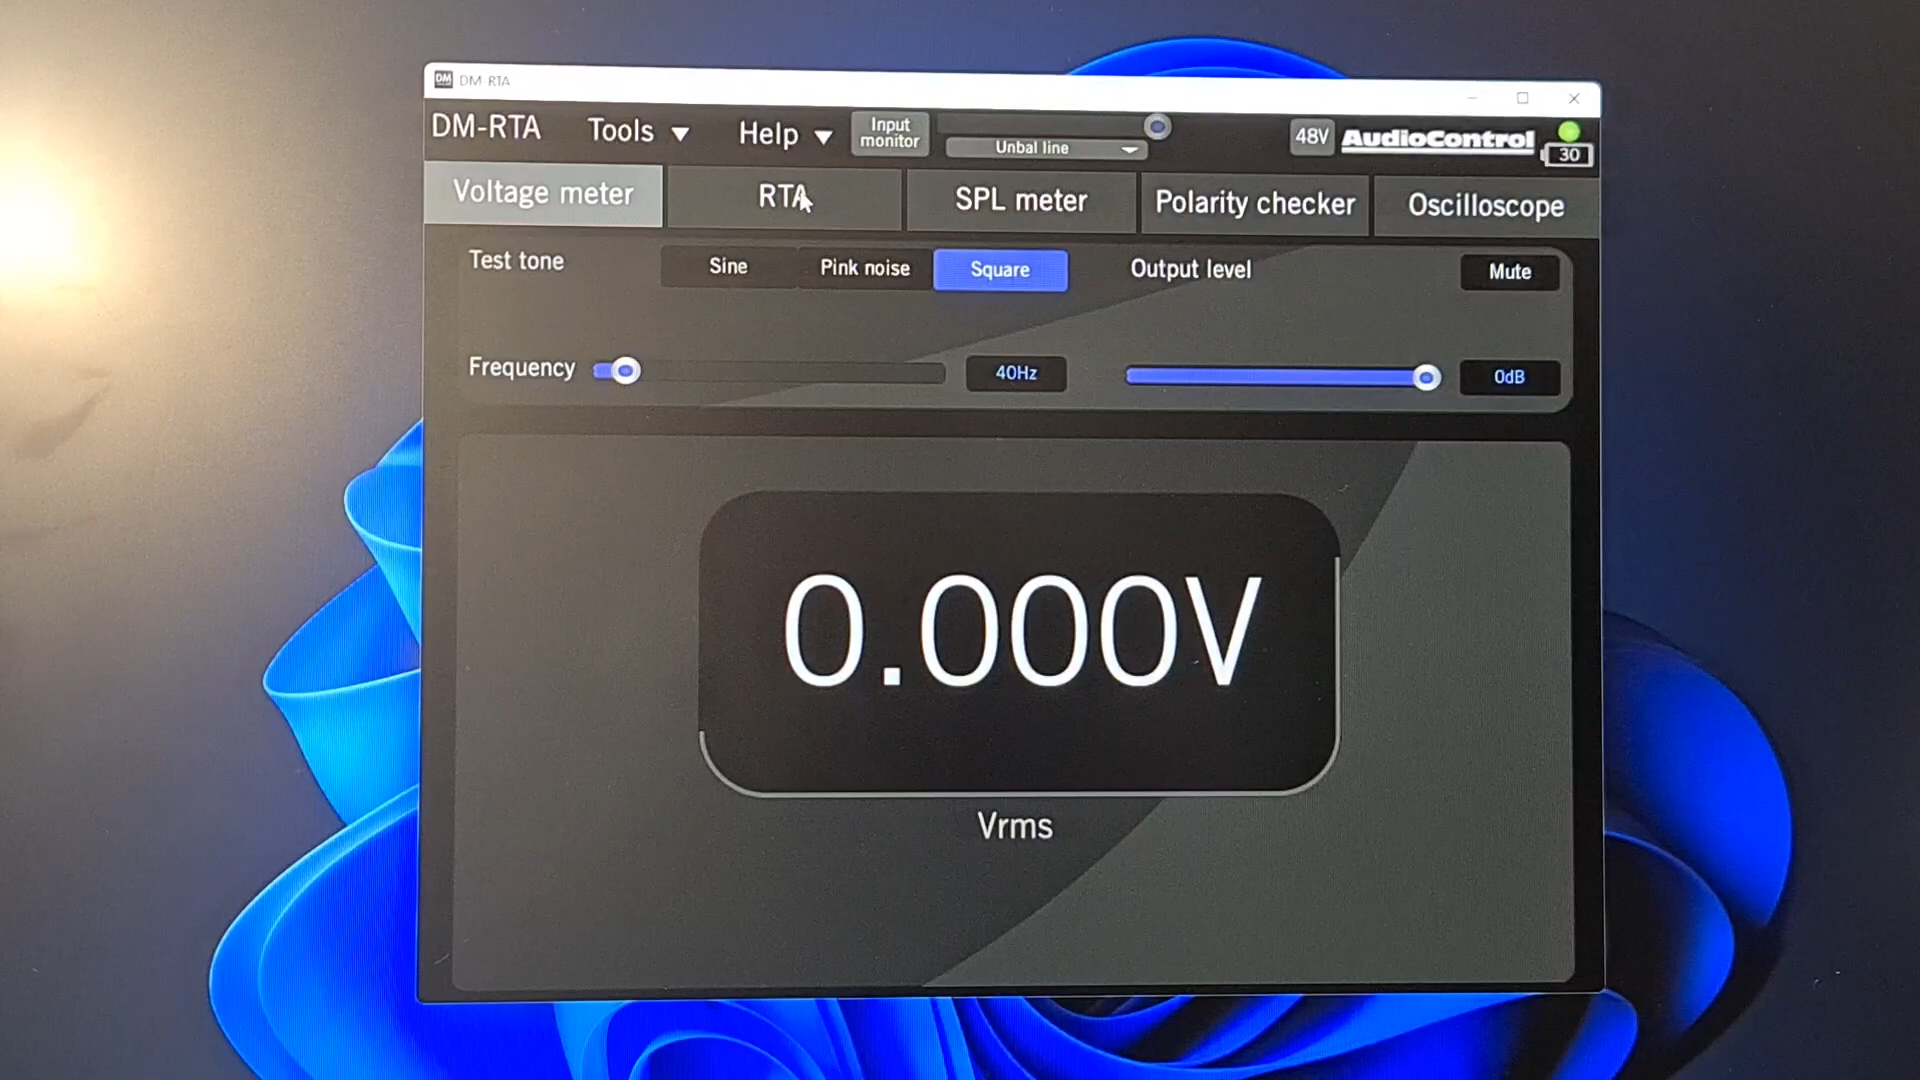 DM DM-RTA
DM-RTA Tools Help Input monitor Unbal line 48V AudioControl 30
Voltage meter RTA SPL meter Polarity checker Oscilloscope
Test tone Sine Pink noise Square Output level Mute
Frequency 40Hz 0dB
0.000V
Vrms